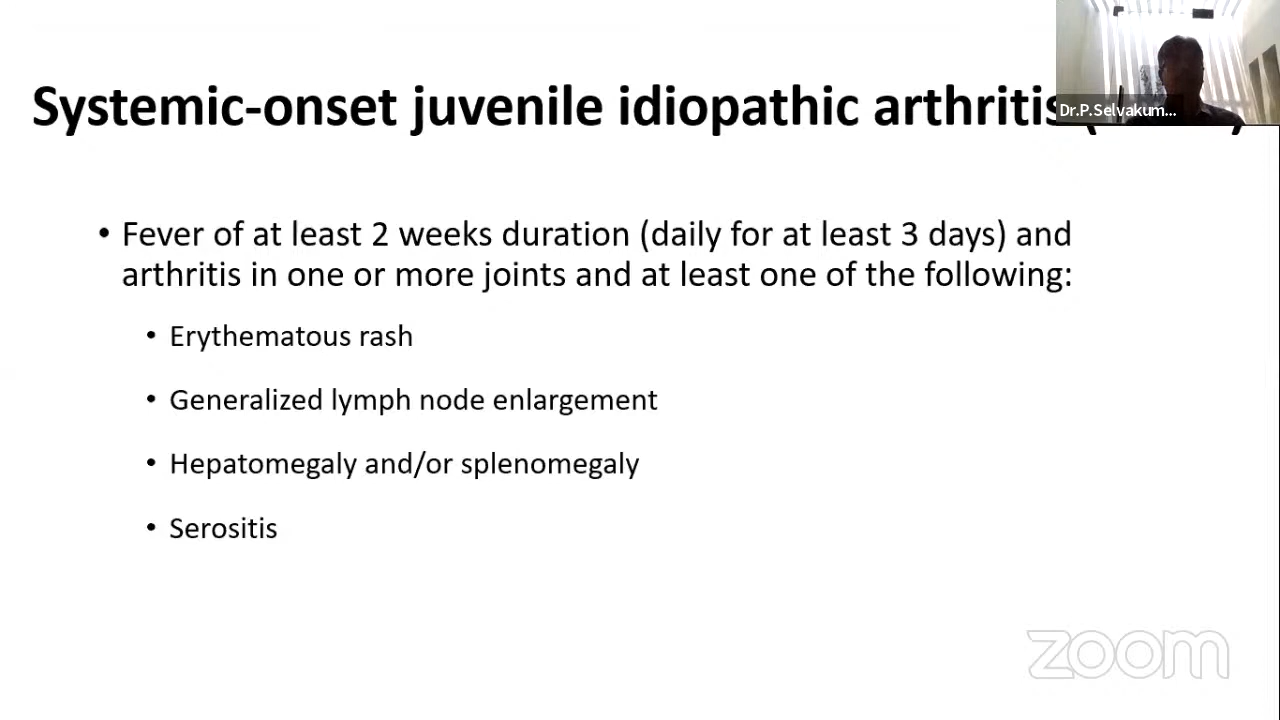 Systemic-onset juvenile idiopathic arthritis
Dr.P.Selvakum...
• Fever of at least 2 weeks duration (daily for at least 3 days) and
arthritis in one or more joints and at least one of the following:
• Erythematous rash
• Generalized lymph node enlargement
• Hepatomegaly and/or splenomegaly
• Serositis
zoom